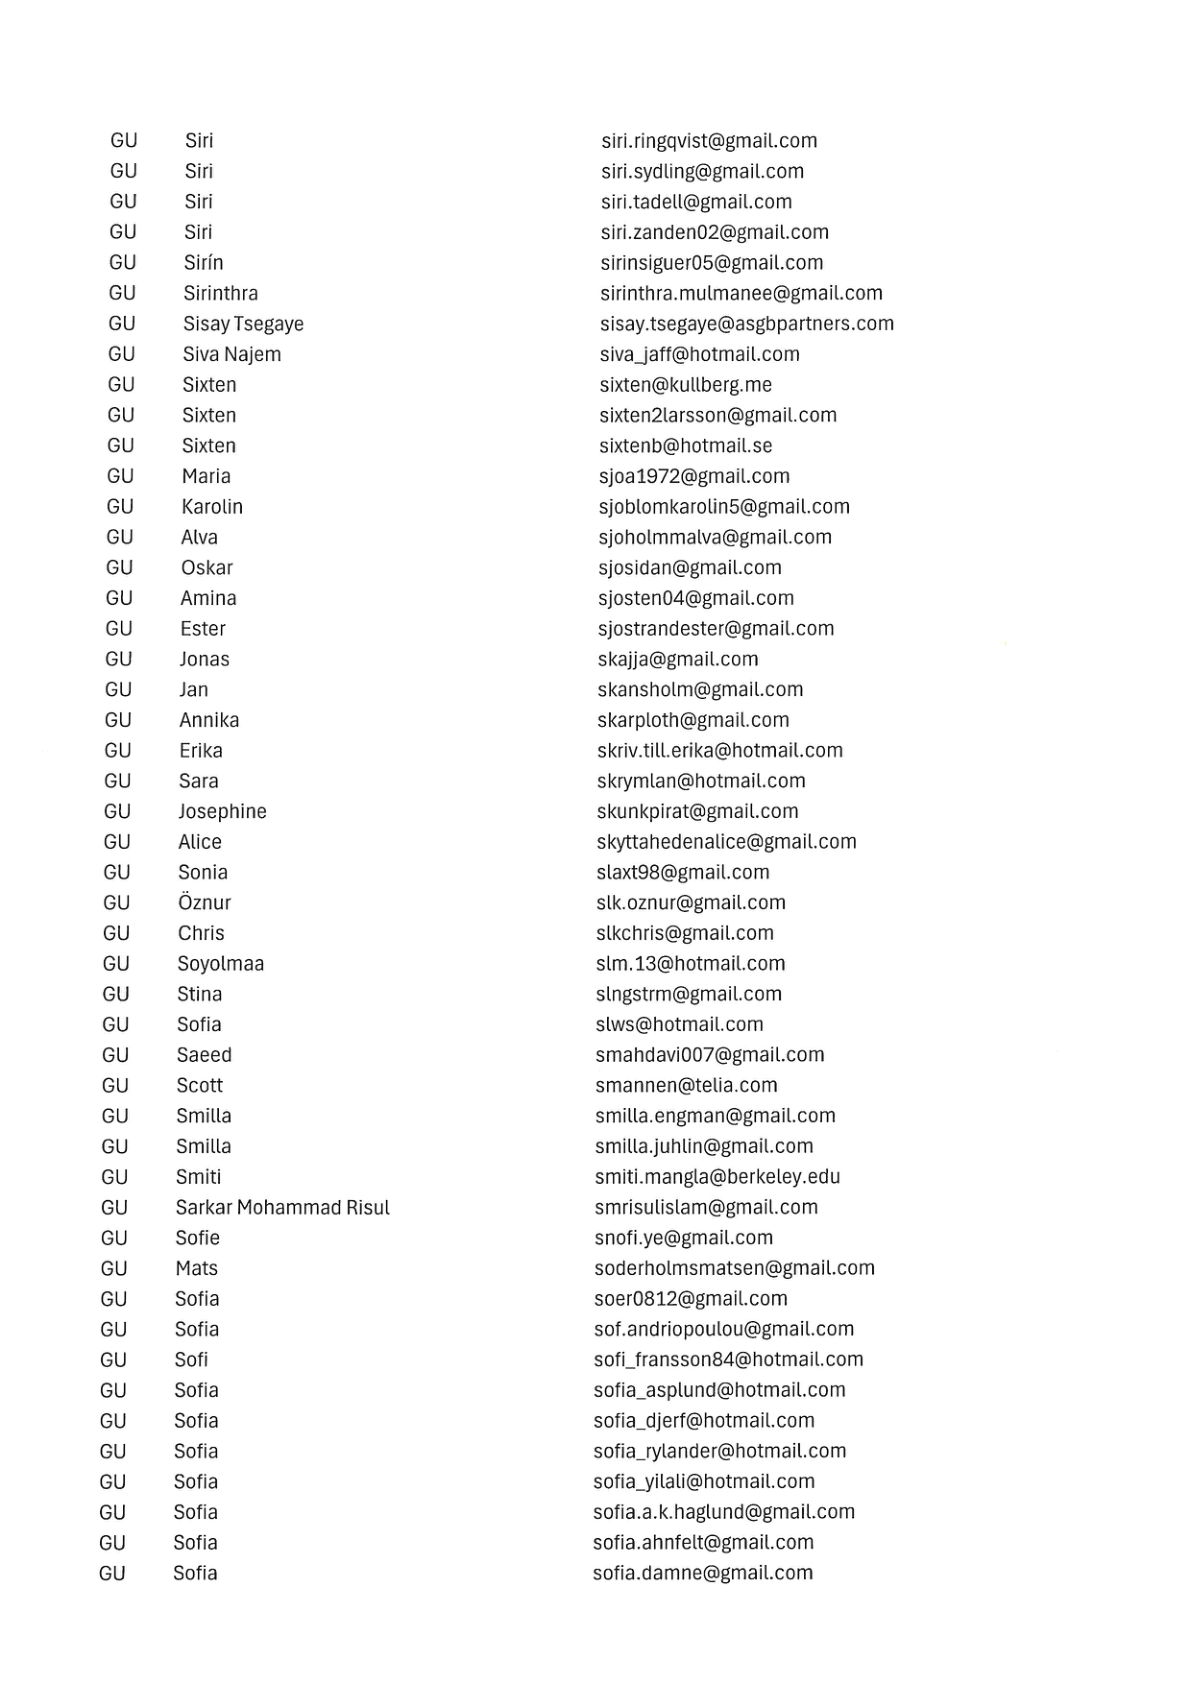 GU Siri siri.ringqvist@gmail.com
GU Siri siri.sydling@gmail.com
GU Siri siri.tadell@gmail.com
GU Siri siri.zanden02@gmail.com
GU Sirín sirinsiguer05@gmail.com
GU Sirinthra sirinthra.mulmanee@gmail.com
GU Sisay Tsegaye sisay.tsegaye@asgbpartners.com
GU Siva Najem siva_jaff@hotmail.com
GU Sixten sixten@kullberg.me
GU Sixten sixten2larsson@gmail.com
GU Sixten sixtenb@hotmail.se
GU Maria sjoa1972@gmail.com
GU Karolin sjoblomkarolin5@gmail.com
GU Alva sjoholmmalva@gmail.com
GU Oskar sjosidan@gmail.com
GU Amina sjosten04@gmail.com
GU Ester sjostrandester@gmail.com
GU Jonas skajja@gmail.com
GU Jan skansholm@gmail.com
GU Annika skarploth@gmail.com
GU Erika skriv.till.erika@hotmail.com
GU Sara skrymlan@hotmail.com
GU Josephine skunkpirat@gmail.com
GU Alice skyttahedenalice@gmail.com
GU Sonia slaxt98@gmail.com
GU Öznur slk.oznur@gmail.com
GU Chris slkchris@gmail.com
GU Soyolmaa slm.13@hotmail.com
GU Stina slngstrm@gmail.com
GU Sofia slws@hotmail.com
GU Saeed smahdavi007@gmail.com
GU Scott smannen@telia.com
GU Smilla smilla.engman@gmail.com
GU Smilla smilla.juhlin@gmail.com
GU Smiti smiti.mangla@berkeley.edu
GU Sarkar Mohammad Risul smrisulislam@gmail.com
GU Sofie snofi.ye@gmail.com
GU Mats soderholmsmatsen@gmail.com
GU Sofia soer0812@gmail.com
GU Sofia sof.andriopoulou@gmail.com
GU Sofi sofi_fransson84@hotmail.com
GU Sofia sofia_asplund@hotmail.com
GU Sofia sofia_djerf@hotmail.com
GU Sofia sofia_rylander@hotmail.com
GU Sofia sofia_yilali@hotmail.com
GU Sofia sofia.a.k.haglund@gmail.com
GU Sofia sofia.ahnfelt@gmail.com
GU Sofia sofia.damne@gmail.com